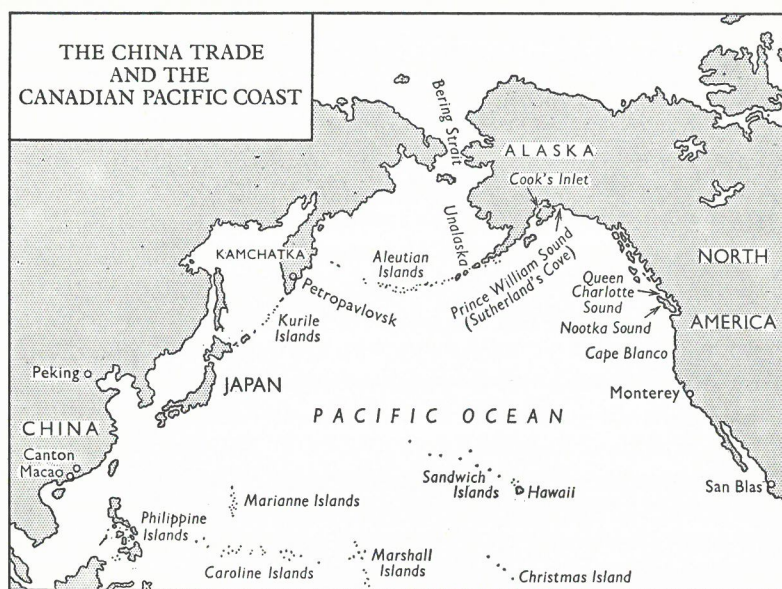 THE CHINA TRADE
AND THE
CANADIAN PACIFIC COAST
Bering Strait
ALASKA
Cook's Inlet
Unalaska
KAMCHATKA
Aleutian
Islands
Prince William Sound
(Sutherland's Cove)
NORTH
AMERICA
Queen
Charlotte
Sound
Nootka Sound
Petropavlovsk
Kurile
Islands
Cape Blanco
Peking
JAPAN
Monterey
PACIFIC OCEAN
CHINA
Canton
Macao
Sandwich
Islands
Hawaii
San Blas
Marianne Islands
Philippine
Islands
Caroline Islands
Marshall
Islands
Christmas Island